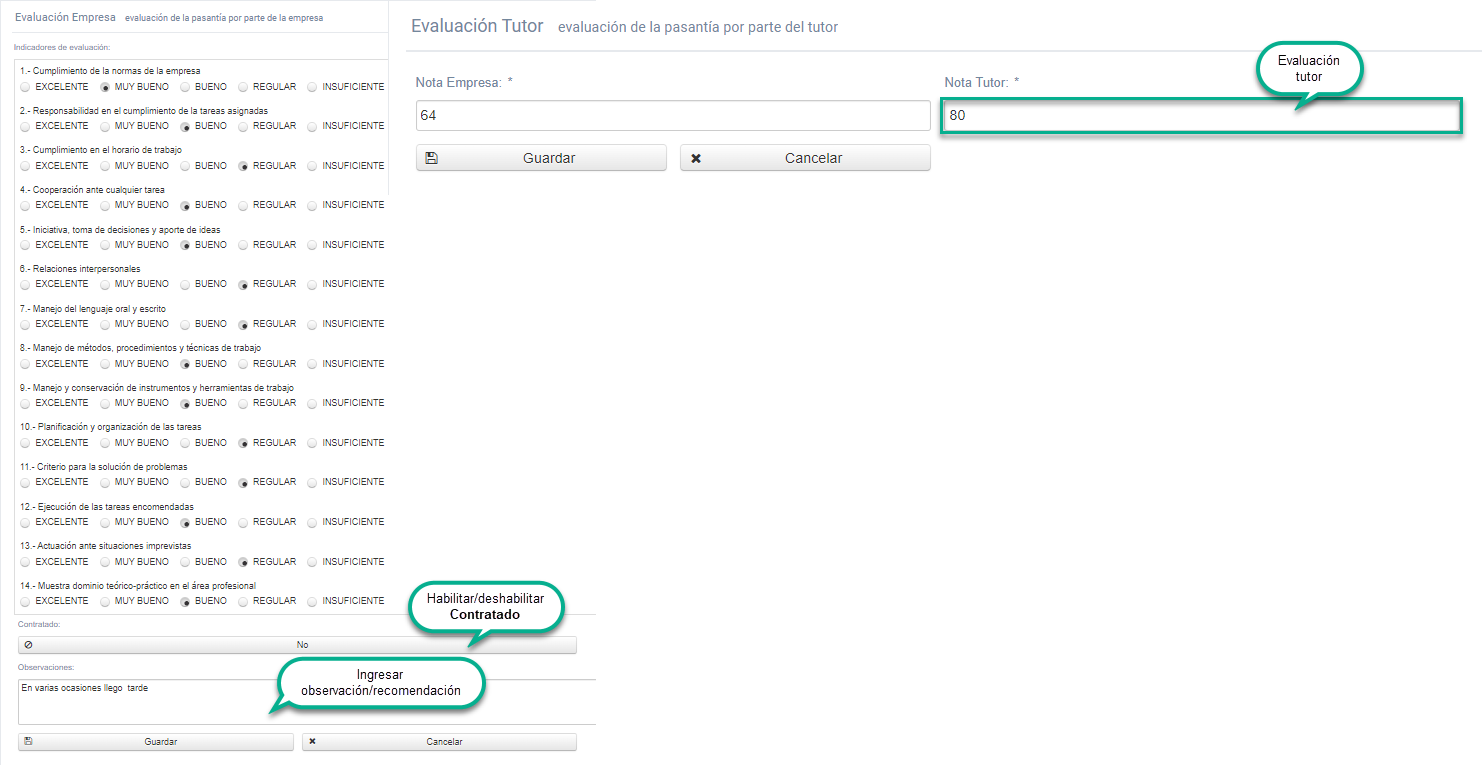 Evaluación Empresa evaluación de la pasantía por parte de la empresa
Indicadores de evaluación:
1.- Cumplimiento de la normas de la empresa
EXCELENTE MUY BUENO BUENO REGULAR INSUFICIENTE
2.- Responsabilidad en el cumplimiento de la tareas asignadas
EXCELENTE MUY BUENO BUENO REGULAR INSUFICIENTE
3.- Cumplimiento en el horario de trabajo
EXCELENTE MUY BUENO BUENO REGULAR INSUFICIENTE
4.- Cooperación ante cualquier tarea
EXCELENTE MUY BUENO BUENO REGULAR INSUFICIENTE
5.- Iniciativa, toma de decisiones y aporte de ideas
EXCELENTE MUY BUENO BUENO REGULAR INSUFICIENTE
6.- Relaciones interpersonales
EXCELENTE MUY BUENO BUENO REGULAR INSUFICIENTE
7.- Manejo del lenguaje oral y escrito
EXCELENTE MUY BUENO BUENO REGULAR INSUFICIENTE
8.- Manejo de métodos, procedimientos y técnicas de trabajo
EXCELENTE MUY BUENO BUENO REGULAR INSUFICIENTE
9.- Manejo y conservación de instrumentos y herramientas de trabajo
EXCELENTE MUY BUENO BUENO REGULAR INSUFICIENTE
10.- Planificación y organización de las tareas
EXCELENTE MUY BUENO BUENO REGULAR INSUFICIENTE
11.- Criterio para la solución de problemas
EXCELENTE MUY BUENO BUENO REGULAR INSUFICIENTE
12.- Ejecución de las tareas encomendadas
EXCELENTE MUY BUENO BUENO REGULAR INSUFICIENTE
13.- Actuación ante situaciones imprevistas
EXCELENTE MUY BUENO BUENO REGULAR INSUFICIENTE
14.- Muestra dominio teórico-práctico en el área profesional
EXCELENTE MUY BUENO BUENO REGULAR INSUFICIENTE
Habilitar/deshabilitar
Contratado
Contratado:
No
Observaciones:
En varias ocasiones llego tarde
Ingresar
observación/recomendación
Guardar Cancelar
Evaluación Tutor evaluación de la pasantía por parte del tutor
Evaluación
tutor
Nota Empresa: * Nota Tutor: *
64 80
Guardar Cancelar